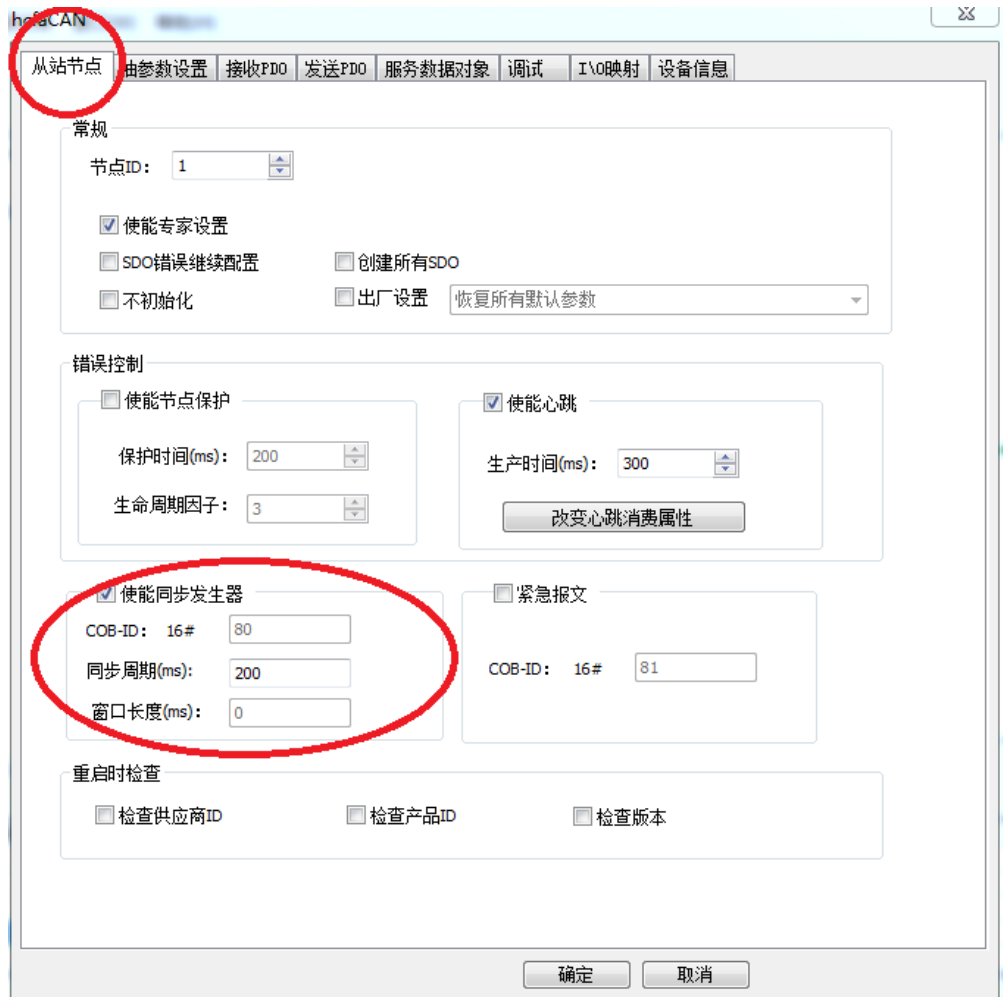 hefaCAN
从站节点 轴参数设置 接收PDO 发送PDO 服务数据对象 调试 I\O映射 设备信息
常规
节点ID: 1
使能专家设置
SDO错误继续配置 创建所有SDO
不初始化 出厂设置 恢复所有默认参数
错误控制
使能节点保护 使能心跳
保护时间(ms): 200 生产时间(ms): 300
生命周期因子: 3 改变心跳消费属性
使能同步发生器 紧急报文
COB-ID: 16# 80
同步周期(ms): 200 COB-ID: 16# 81
窗口长度(ms): 0
重启时检查
检查供应商ID 检查产品ID 检查版本
确定 取消